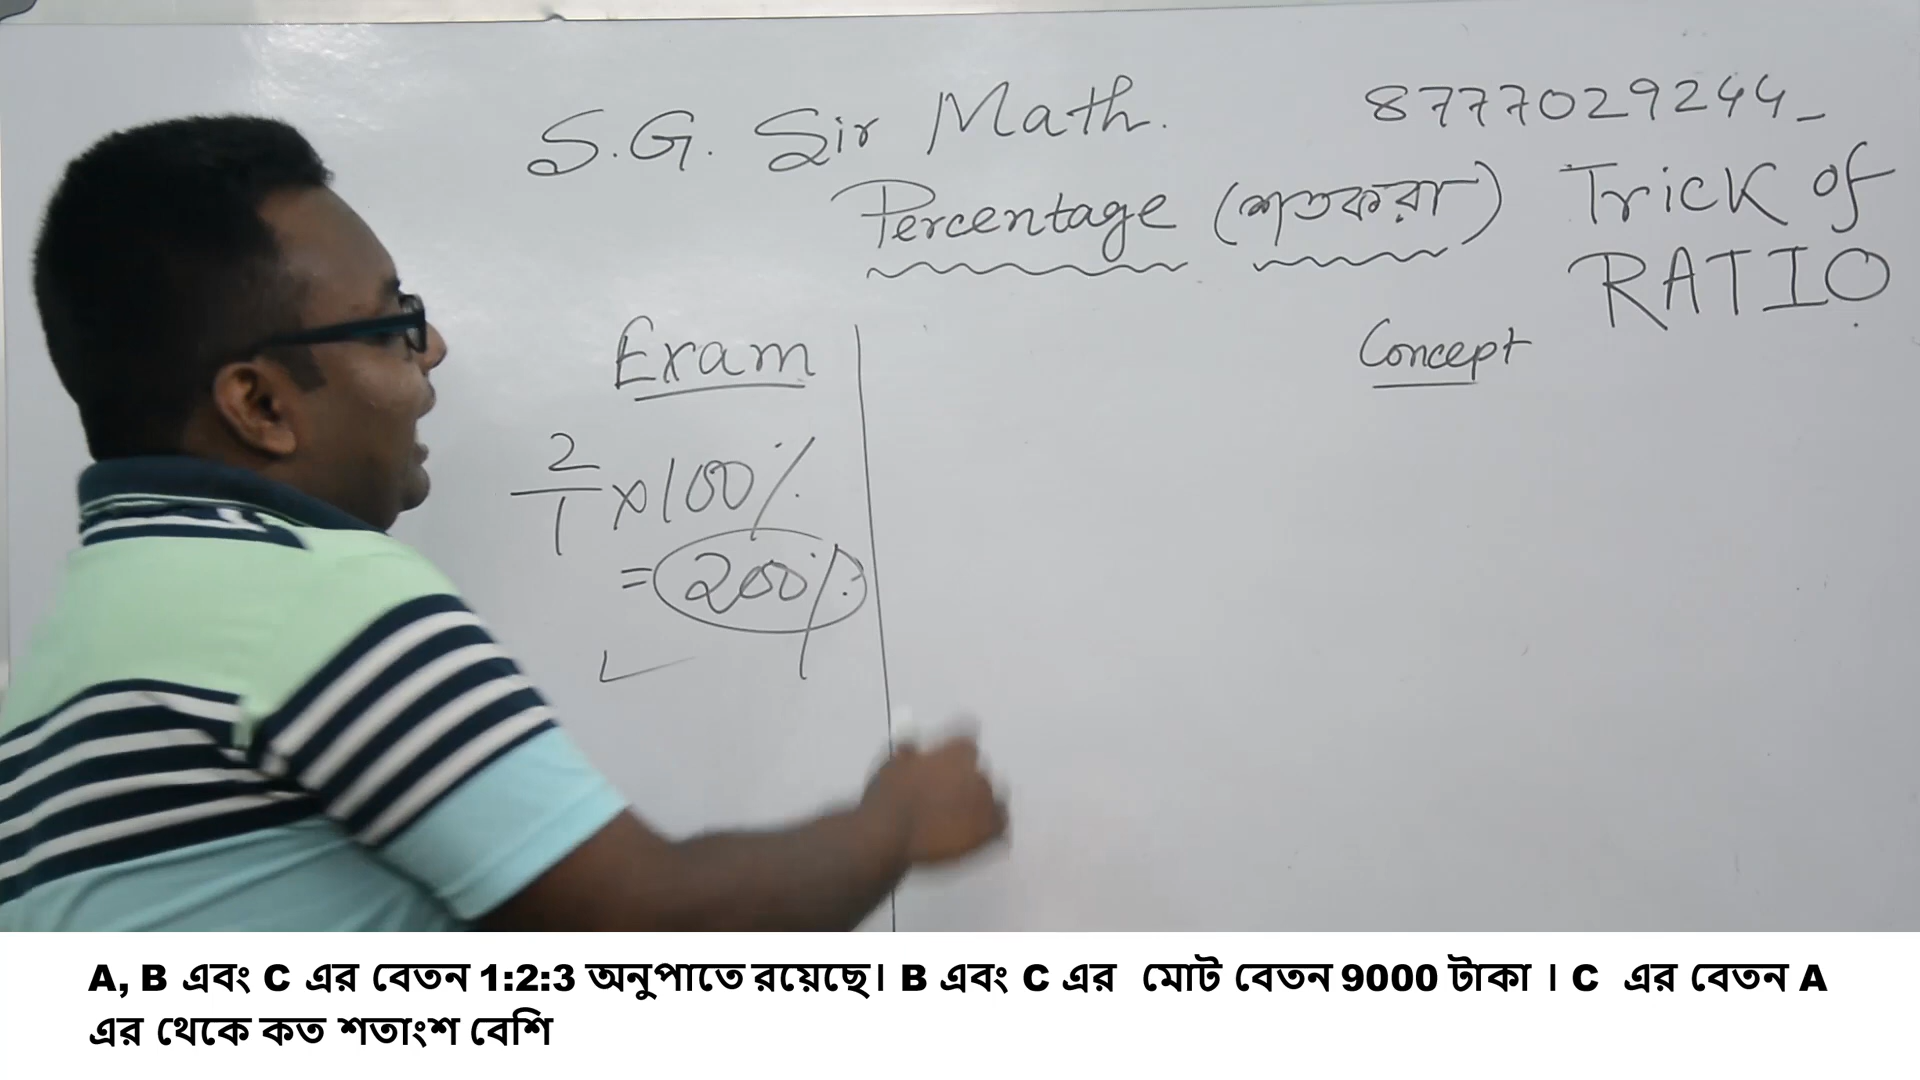 S.G. Sir Math.
8777029244
Percentage (শতকরা)
Trick of
RATIO
Exam
Concept
2/1 × 100%
= 200%
A, B এবং C এর বেতন 1:2:3 অনুপাতে রয়েছে। B এবং C এর মোট বেতন 9000 টাকা । C এর বেতন A
এর থেকে কত শতাংশ বেশি